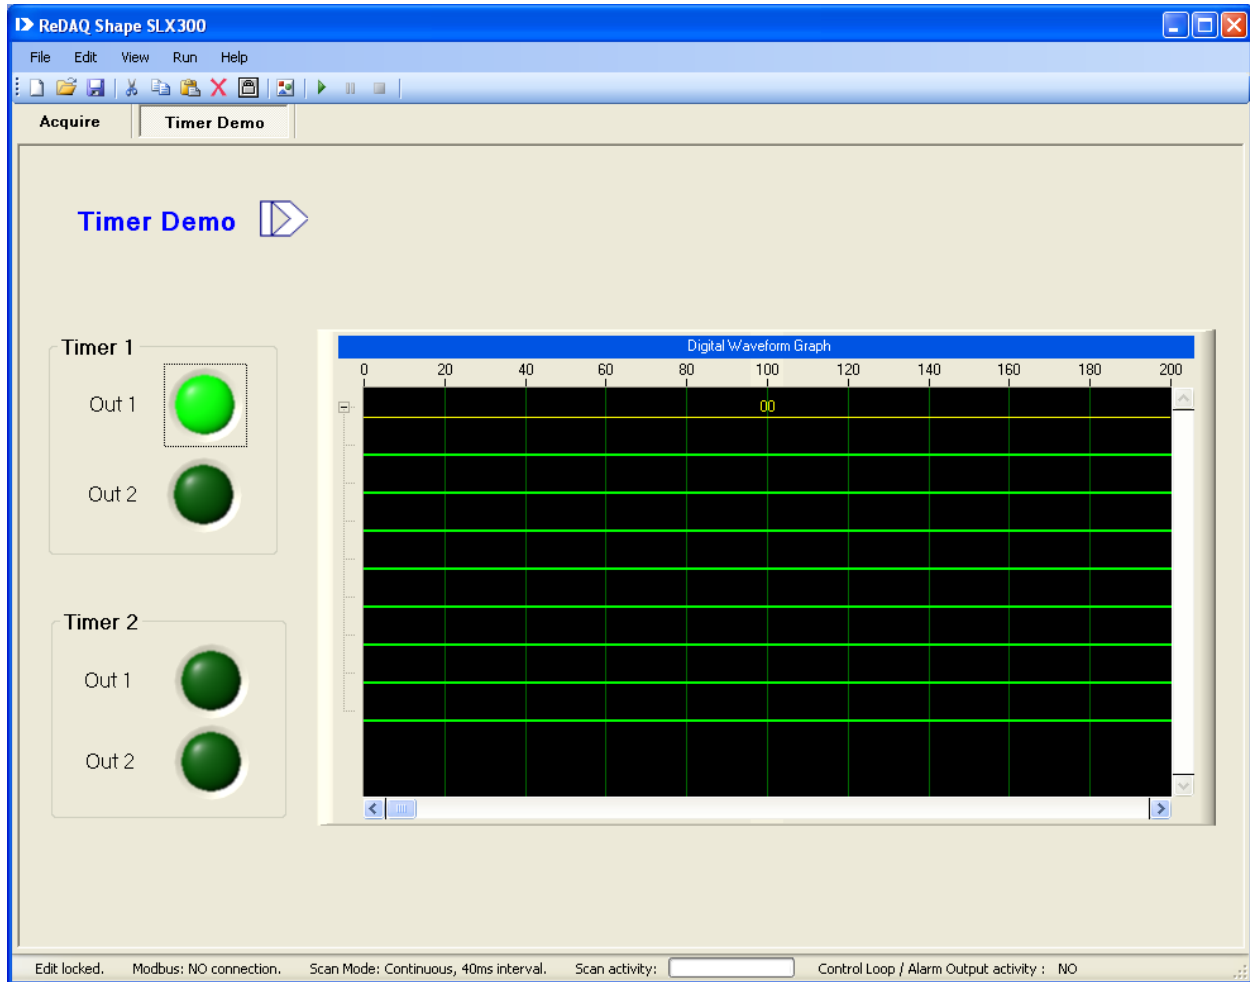 ReDAQ Shape SLX300
File Edit View Run Help
Acquire Timer Demo
Timer Demo
Timer 1
Out 1
Out 2
Timer 2
Out 1
Out 2
Digital Waveform Graph
0 20 40 60 80 100 120 140 160 180 200
00
Edit locked. Modbus: NO connection. Scan Mode: Continuous, 40ms interval. Scan activity: Control Loop / Alarm Output activity : NO